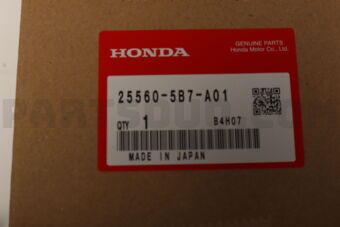 GENUINE PARTS
HONDA Honda Motor Co., Ltd.
25560-5B7-A01
QTY 1 B4H07
MADE IN JAPAN